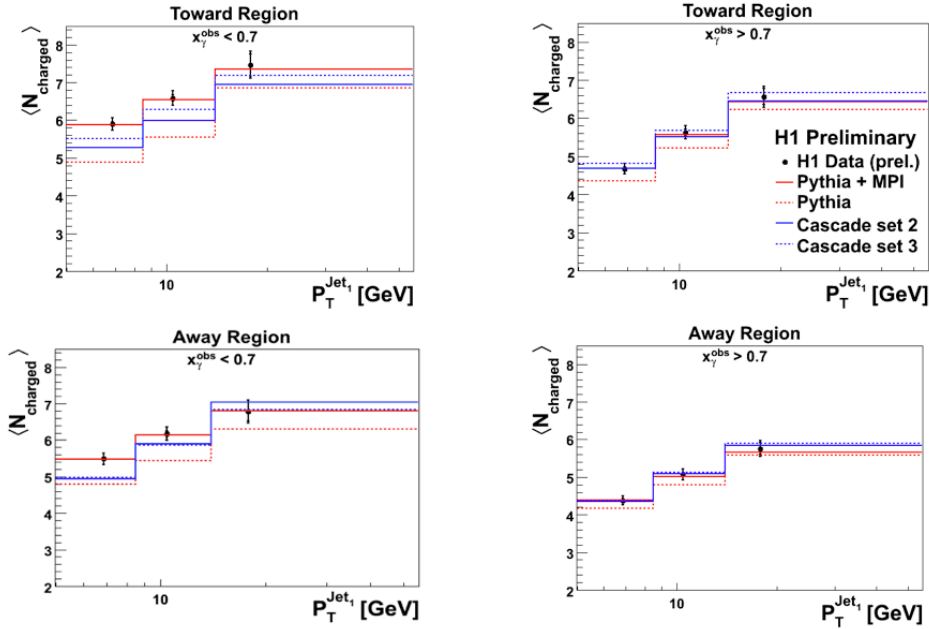 Toward Region
x_γ^obs < 0.7
⟨N_charged⟩
8
7
6
5
4
3
2
10
P_T^Jet_1 [GeV]
Toward Region
x_γ^obs > 0.7
⟨N_charged⟩
8
7
6
5
4
3
2
H1 Preliminary
H1 Data (prel.)
Pythia + MPI
Pythia
Cascade set 2
Cascade set 3
10
P_T^Jet_1 [GeV]
Away Region
x_γ^obs < 0.7
⟨N_charged⟩
8
7
6
5
4
3
2
10
P_T^Jet_1 [GeV]
Away Region
x_γ^obs > 0.7
⟨N_charged⟩
8
7
6
5
4
3
2
10
P_T^Jet_1 [GeV]